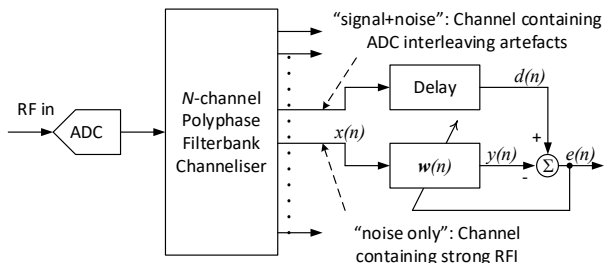 “signal+noise”: Channel containing
ADC interleaving artefacts
RF in
ADC
N-channel
Polyphase
Filterbank
Channeliser
Delay
d(n)
x(n)
w(n)
y(n)
+
-
Σ
e(n)
“noise only”: Channel
containing strong RFI